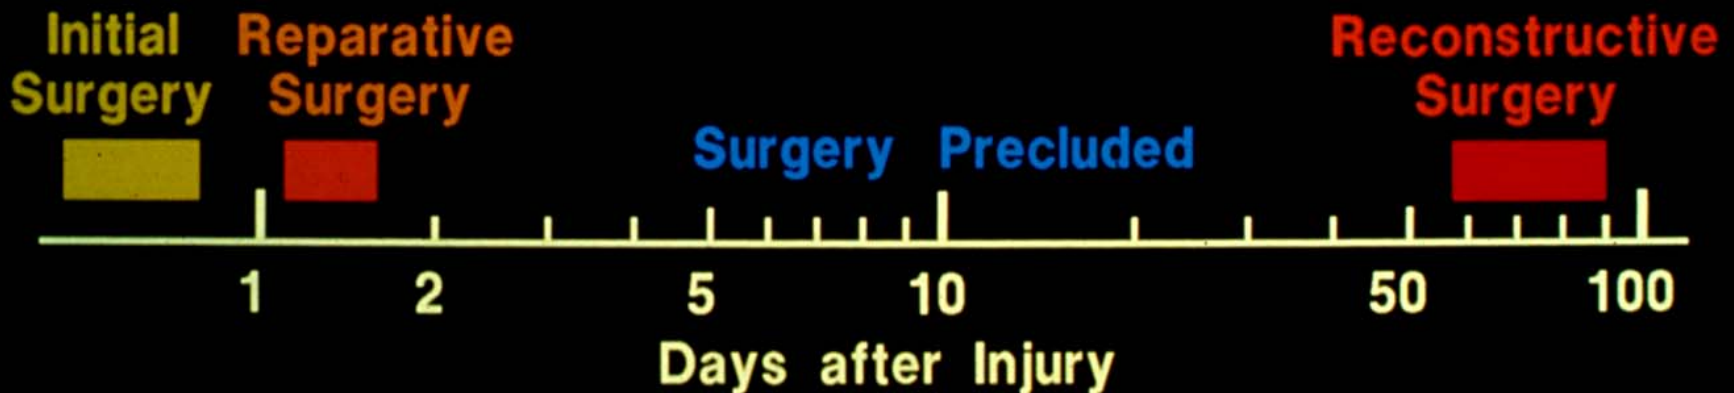 Initial Surgery
Reparative Surgery
Reconstructive Surgery
Surgery Precluded
1 2 5 10 50 100
Days after Injury